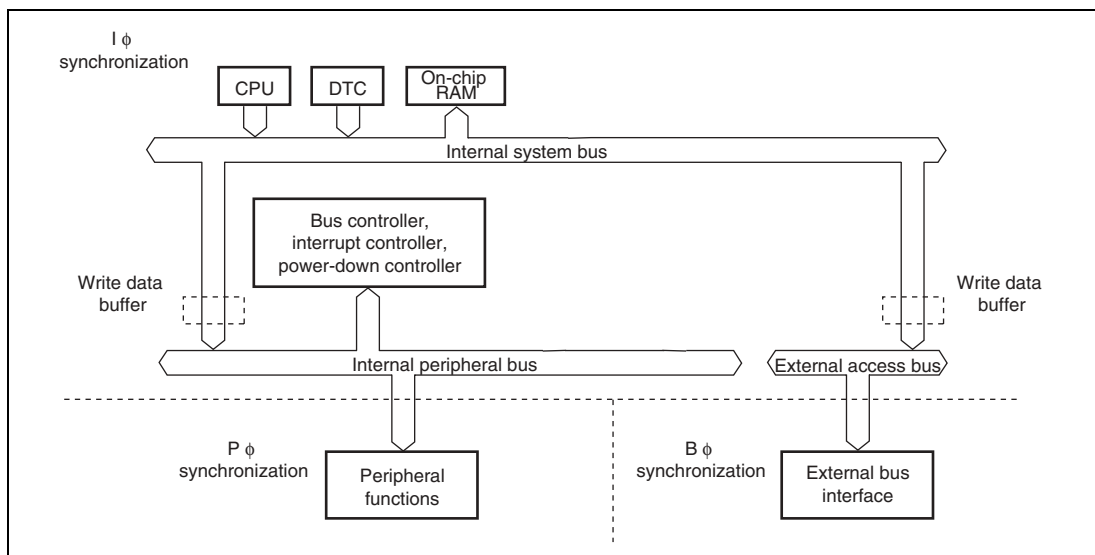 I ϕ
synchronization
CPU
DTC
On-chip
RAM
Internal system bus
Bus controller,
interrupt controller,
power-down controller
Write data
buffer
Write data
buffer
Internal peripheral bus
External access bus
P ϕ
synchronization
Peripheral
functions
B ϕ
synchronization
External bus
interface